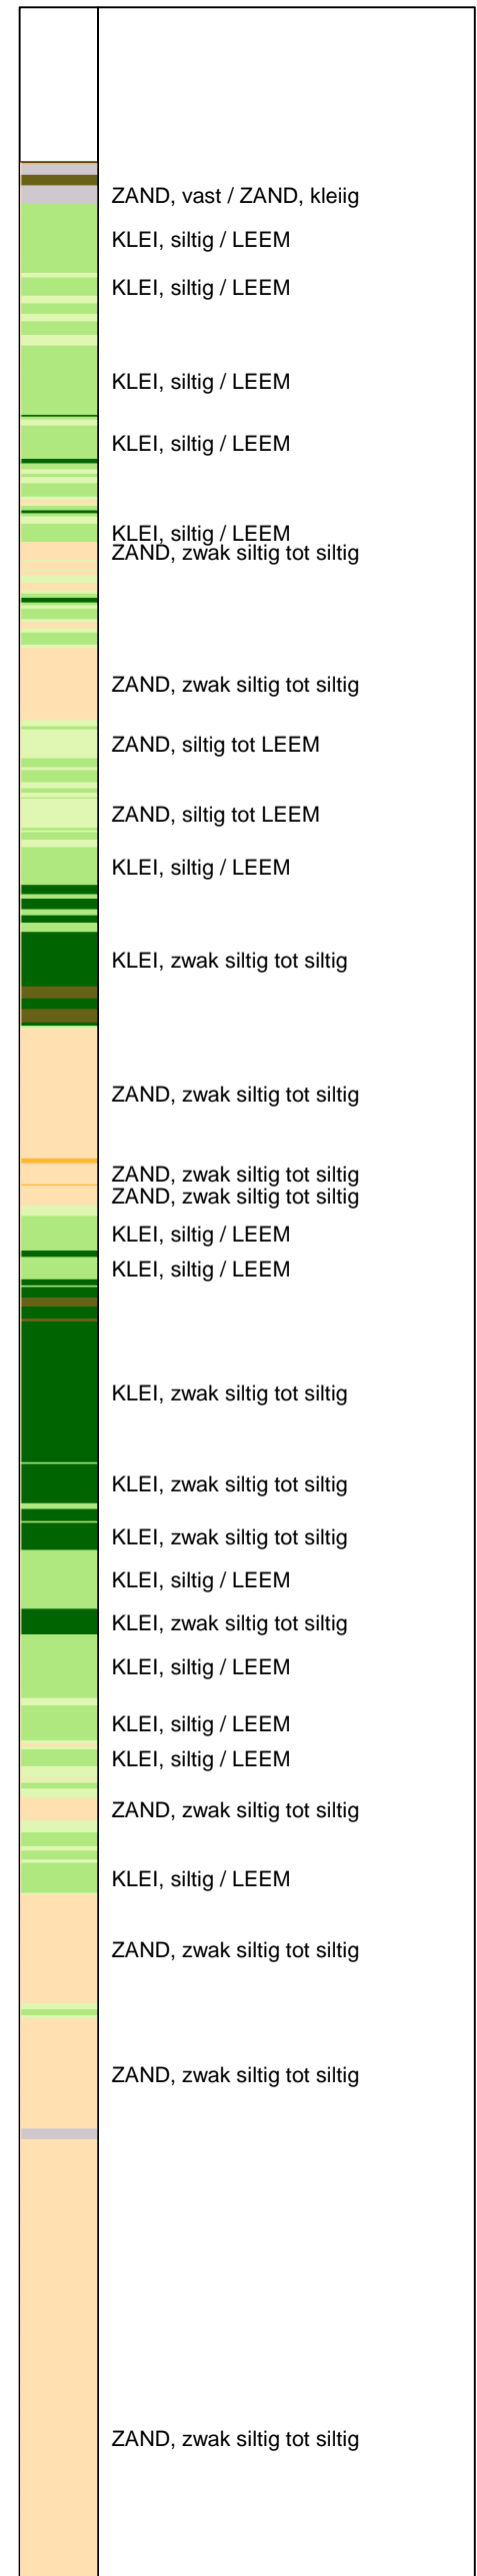 ZAND, vast / ZAND, kleiig
KLEI, siltig / LEEM
KLEI, siltig / LEEM
KLEI, siltig / LEEM
KLEI, siltig / LEEM
KLEI, siltig / LEEM
ZAND, zwak siltig tot siltig
ZAND, zwak siltig tot siltig
ZAND, siltig tot LEEM
ZAND, siltig tot LEEM
KLEI, siltig / LEEM
KLEI, zwak siltig tot siltig
ZAND, zwak siltig tot siltig
ZAND, zwak siltig tot siltig
ZAND, zwak siltig tot siltig
KLEI, siltig / LEEM
KLEI, siltig / LEEM
KLEI, zwak siltig tot siltig
KLEI, zwak siltig tot siltig
KLEI, zwak siltig tot siltig
KLEI, siltig / LEEM
KLEI, zwak siltig tot siltig
KLEI, siltig / LEEM
KLEI, siltig / LEEM
KLEI, siltig / LEEM
ZAND, zwak siltig tot siltig
KLEI, siltig / LEEM
ZAND, zwak siltig tot siltig
ZAND, zwak siltig tot siltig
ZAND, zwak siltig tot siltig